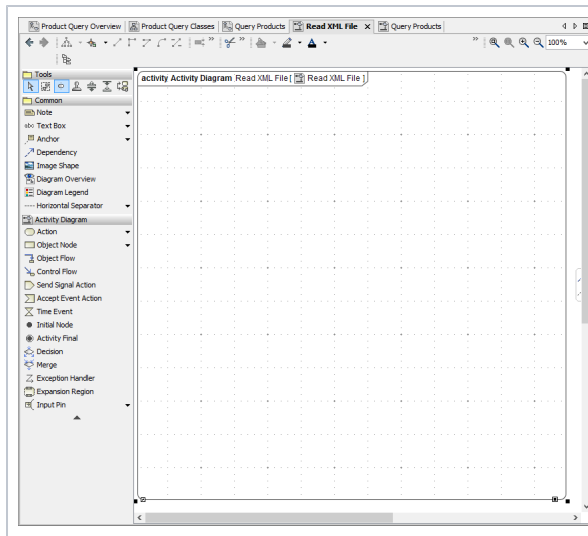 Product Query Overview Product Query Classes Query Products Read XML File X Query Products
100%
Tools
activity Activity Diagram Read XML File[ Read XML File ]
Common
Note
abc Text Box
Anchor
Dependency
Image Shape
Diagram Overview
Diagram Legend
Horizontal Separator
Activity Diagram
Action
Object Node
Object Flow
Control Flow
Send Signal Action
Accept Event Action
Time Event
Initial Node
Activity Final
Decision
Merge
Exception Handler
Expansion Region
Input Pin